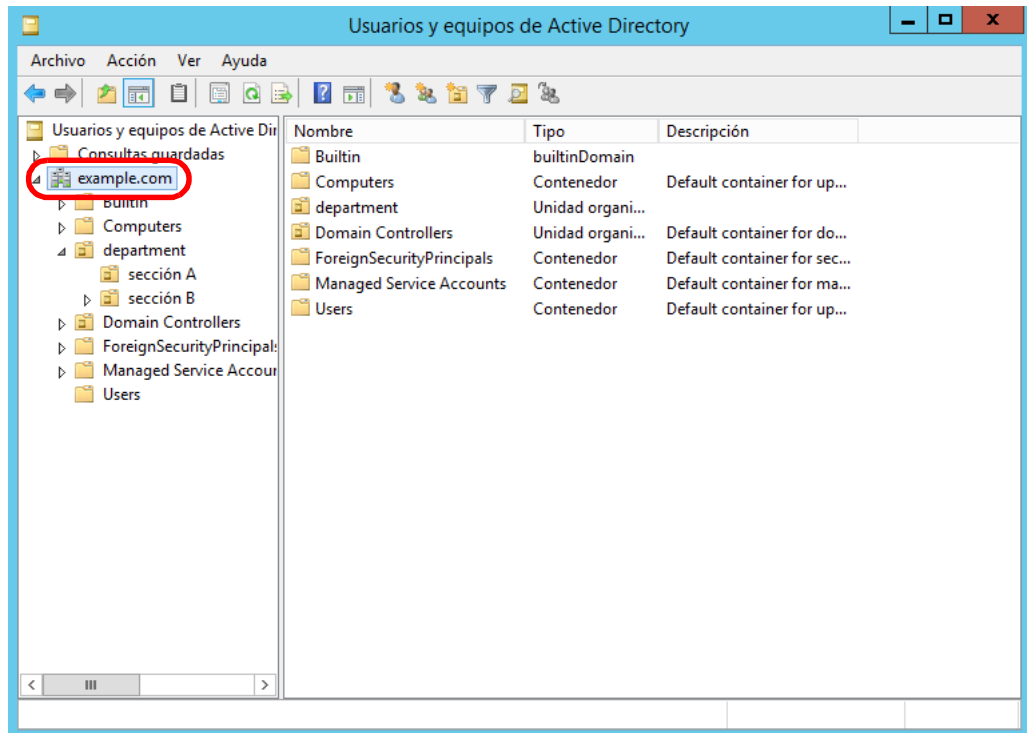 Usuarios y equipos de Active Directory
Archivo Acción Ver Ayuda
Usuarios y equipos de Active Dir
Consultas guardadas
example.com
Builtin
Computers
department
sección A
sección B
Domain Controllers
ForeignSecurityPrincipal
Managed Service Accour
Users
Nombre Tipo Descripción
Builtin builtinDomain
Computers Contenedor Default container for up...
department Unidad organi...
Domain Controllers Unidad organi... Default container for do...
ForeignSecurityPrincipals Contenedor Default container for sec...
Managed Service Accounts Contenedor Default container for ma...
Users Contenedor Default container for up...